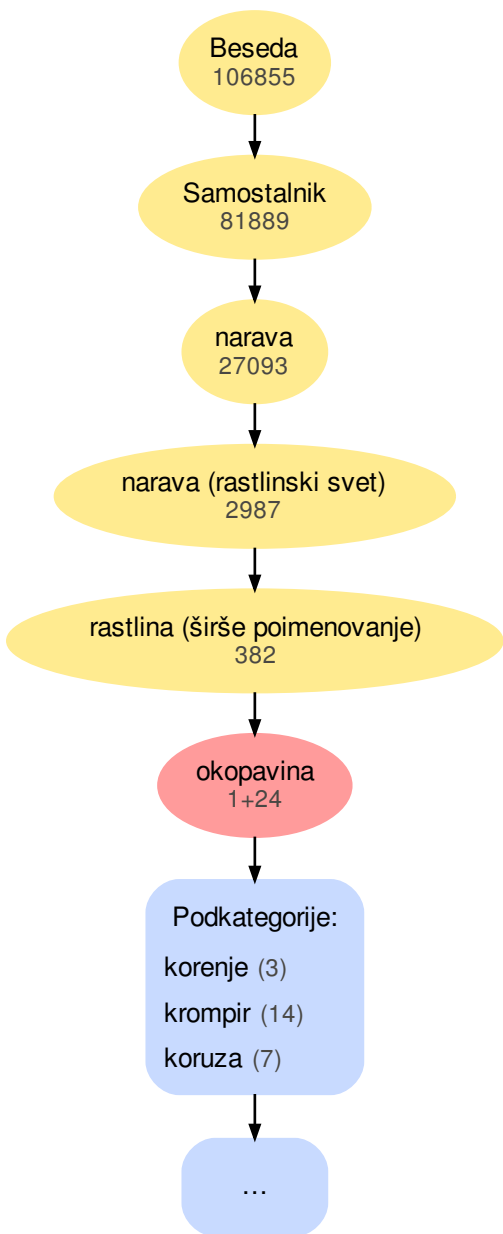 Beseda
106855
Samostalnik
81889
narava
27093
narava (rastlinski svet)
2987
rastlina (širše poimenovanje)
382
okopavina
1+24
Podkategorije:
korenje (3)
krompir (14)
koruza (7)
...